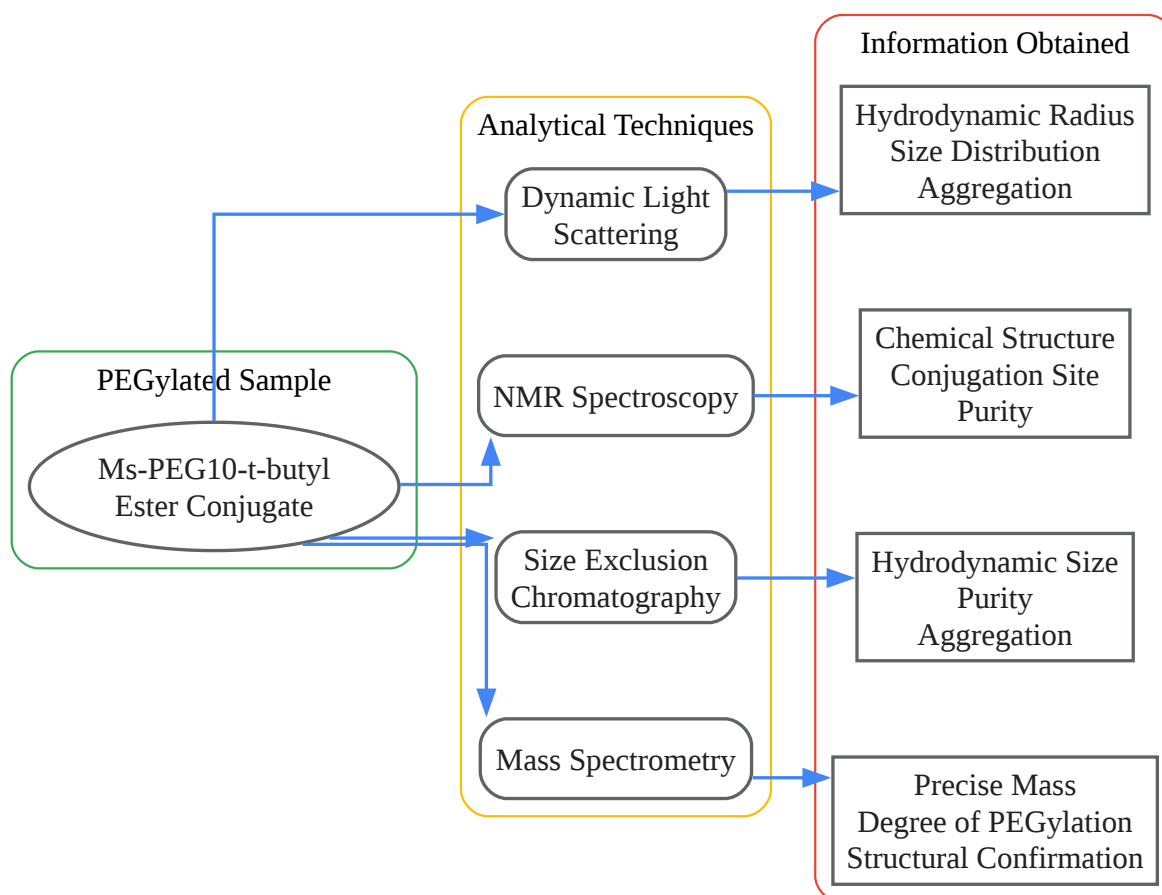 PEGylated Sample
Ms-PEG10-t-butyl
Ester Conjugate
Analytical Techniques
Dynamic Light
Scattering
NMR Spectroscopy
Size Exclusion
Chromatography
Mass Spectrometry
Information Obtained
Hydrodynamic Radius
Size Distribution
Aggregation
Chemical Structure
Conjugation Site
Purity
Hydrodynamic Size
Purity
Aggregation
Precise Mass
Degree of PEGylation
Structural Confirmation